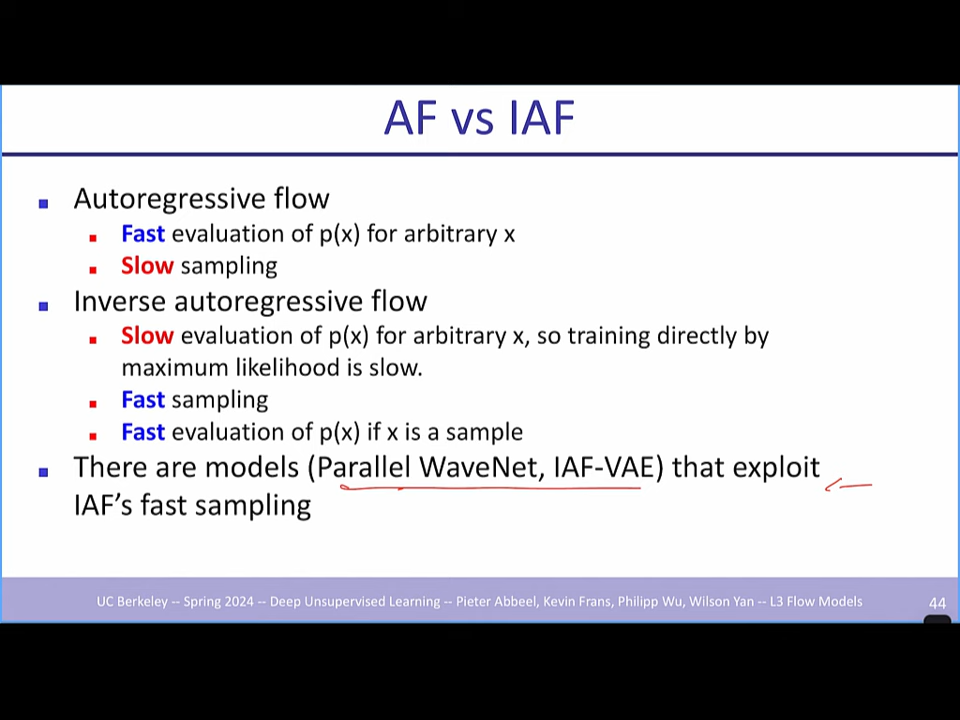 AF vs IAF
Autoregressive flow
Fast evaluation of p(x) for arbitrary x
Slow sampling
Inverse autoregressive flow
Slow evaluation of p(x) for arbitrary x, so training directly by
maximum likelihood is slow.
Fast sampling
Fast evaluation of p(x) if x is a sample
There are models (Parallel WaveNet, IAF-VAE) that exploit
IAF’s fast sampling
UC Berkeley -- Spring 2024 -- Deep Unsupervised Learning -- Pieter Abbeel, Kevin Frans, Philipp Wu, Wilson Yan -- L3 Flow Models
44